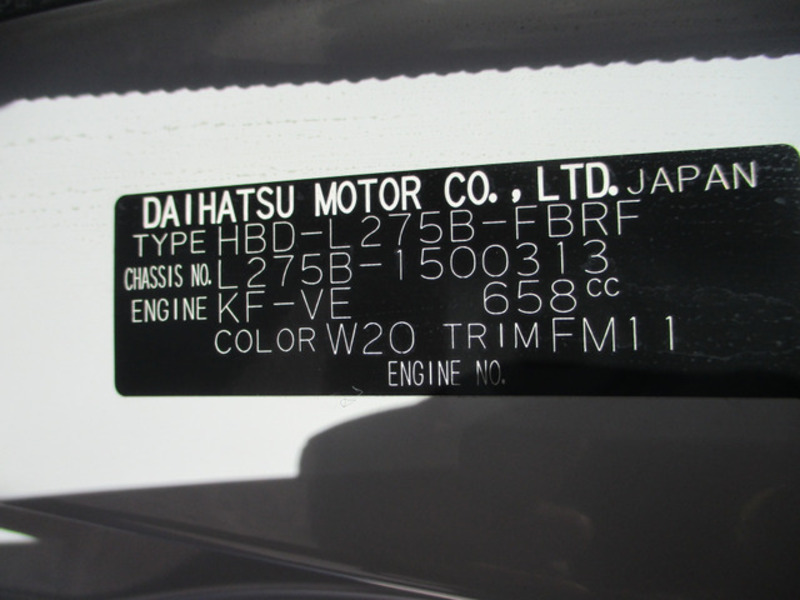 DAIHATSU MOTOR CO., LTD. JAPAN
TYPE HBD-L275B-FBRF
CHASSIS NO. L275B-1500313
ENGINE KF-VE 658cc
COLOR W20 TRIM FM11
ENGINE NO.